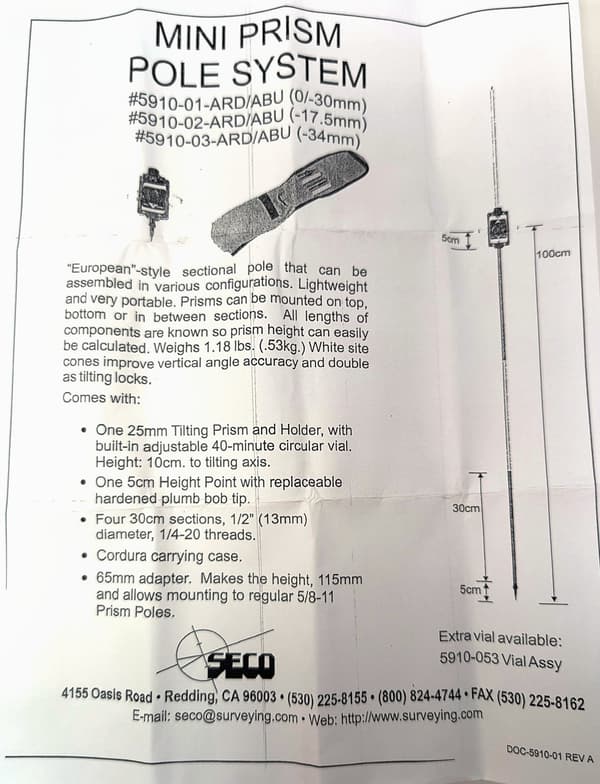 MINI PRISM
POLE SYSTEM
#5910-01-ARD/ABU (0/-30mm)
#5910-02-ARD/ABU (-17.5mm)
#5910-03-ARD/ABU (-34mm)
5cm
100cm
"European"-style sectional pole that can be
assembled in various configurations. Lightweight
and very portable. Prisms can be mounted on top,
bottom or in between sections. All lengths of
components are known so prism height can easily
be calculated. Weighs 1.18 lbs. (.53kg.) White site
cones improve vertical angle accuracy and double
as tilting locks.
Comes with:
• One 25mm Tilting Prism and Holder, with
built-in adjustable 40-minute circular vial.
Height: 10cm. to tilting axis.
• One 5cm Height Point with replaceable
hardened plumb bob tip.
• Four 30cm sections, 1/2" (13mm)
diameter, 1/4-20 threads.
• Cordura carrying case.
• 65mm adapter. Makes the height, 115mm
and allows mounting to regular 5/8-11
Prism Poles.
30cm
5cm
Extra vial available:
5910-053 Vial Assy
SECO
4155 Oasis Road • Redding, CA 96003 • (530) 225-8155 • (800) 824-4744 • FAX (530) 225-8162
E-mail: seco@surveying.com • Web: http://www.surveying.com
DOC-5910-01 REV A